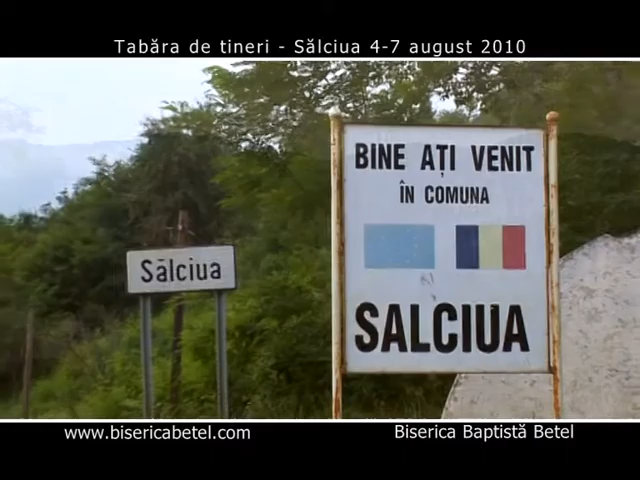 Tabăra de tineri - Sălciua 4-7 august 2010
BINE AȚI VENIT
ÎN COMUNA
SALCIUA
Sălciua
www.bisericabetel.com
Biserica Baptistă Betel